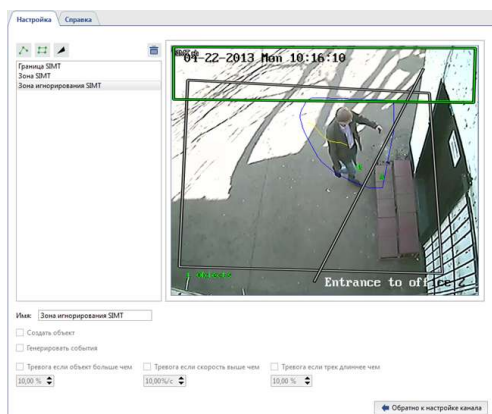 Настройка Справка
Граница SIMT
Зона SIMT
Зона игнорирования SIMT
04-22-2013 Mon 10:16:10
Entrance to office 2
Имя: Зона игнорирования SIMT
Создать объект
Генерировать события
Тревога если объект больше чем Тревога если скорость выше чем Тревога если трек длиннее чем
10,00 % 10,00%/с 10,00 %
Обратно к настройке канала